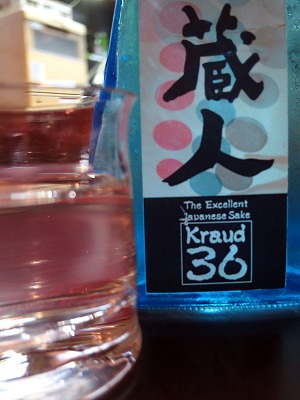 蔵人
The Excellent
Japanese Sake
Kraud
36